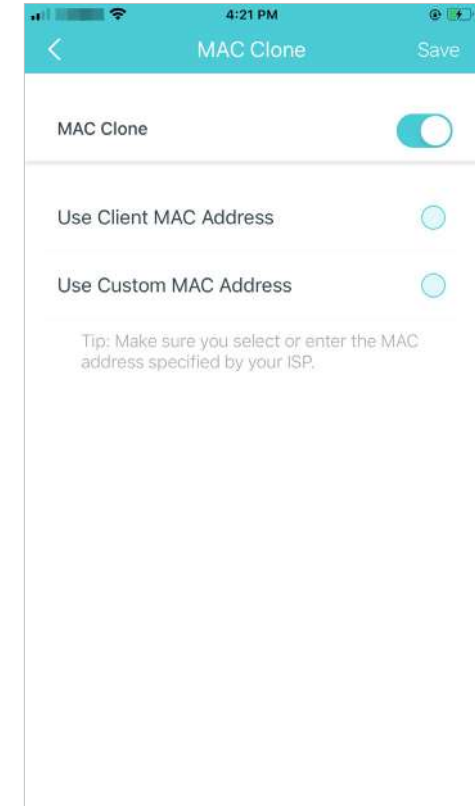 4:21 PM
MAC Clone
Save
MAC Clone
Use Client MAC Address
Use Custom MAC Address
Tip: Make sure you select or enter the MAC
address specified by your ISP.